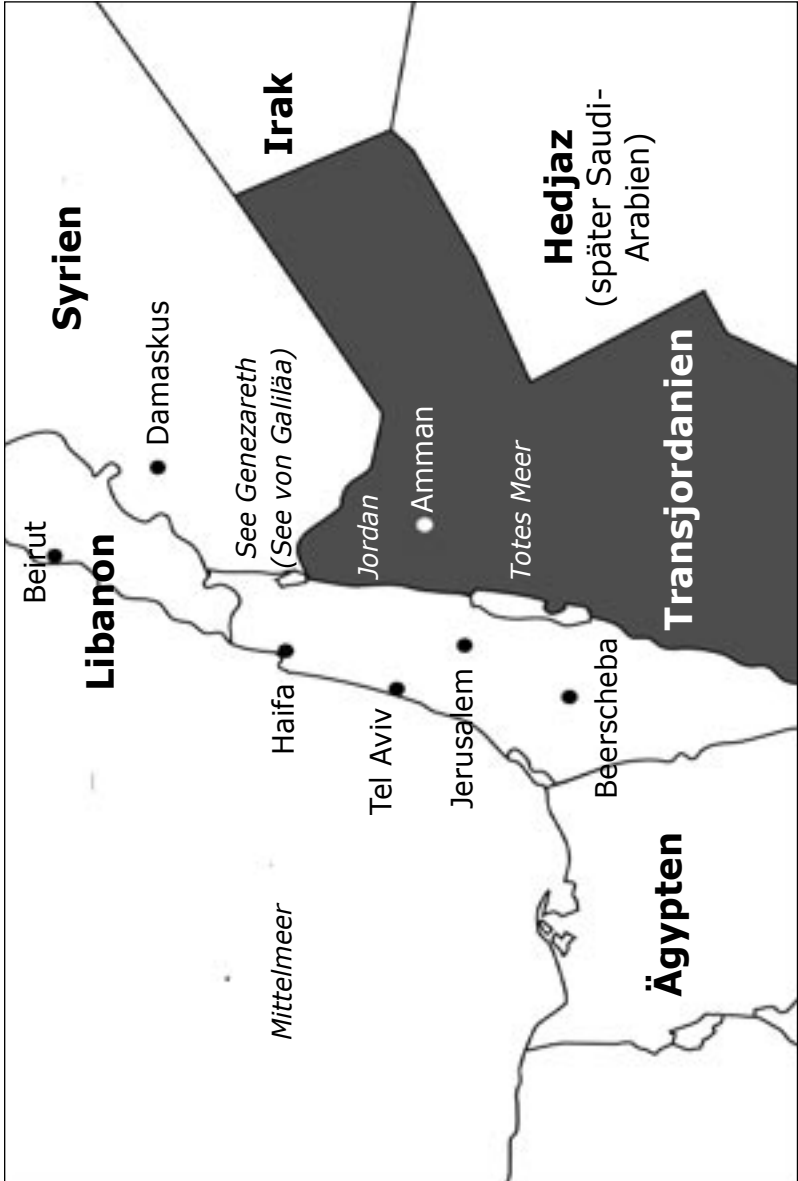 Beirut
Libanon
Syrien
Damaskus
Irak
See Genezareth
(See von Galiläa)
Haifa
Mittelmeer
Jordan
Tel Aviv
Amman
Jerusalem
Totes Meer
Hedjaz
(später Saudi-
Arabien)
Beerscheba
Transjordanien
Ägypten